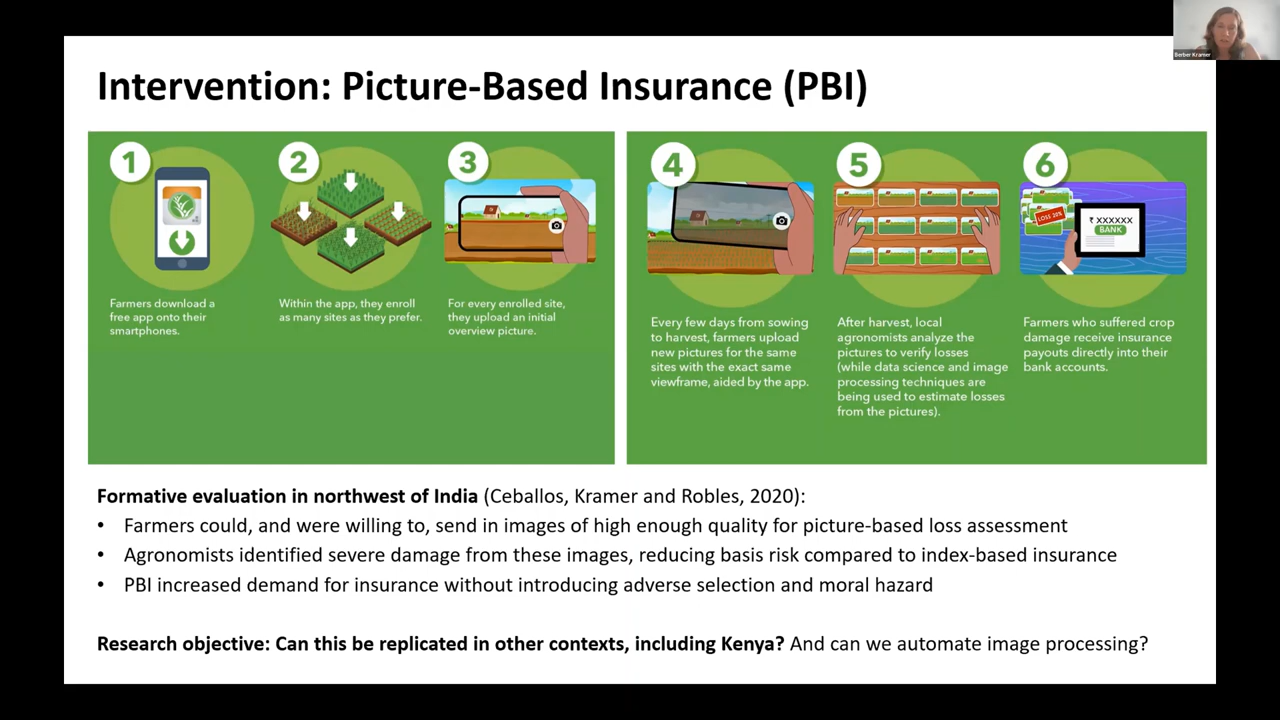 Berber Kramer
Intervention: Picture-Based Insurance (PBI)
1
Farmers download a
free app onto their
smartphones.
2
Within the app, they enroll
as many sites as they prefer.
3
For every enrolled site,
they upload an initial
overview picture.
4
Every few days from sowing
to harvest, farmers upload
new pictures for the same
sites with the exact same
viewframe, aided by the app.
5
After harvest, local
agronomists analyze the
pictures to verify losses
(while data science and image
processing techniques are
being used to estimate losses
from the pictures).
6
LOSS 20%
₹ XXXXXX
BANK
Farmers who suffered crop
damage receive insurance
payouts directly into their
bank accounts.
Formative evaluation in northwest of India (Ceballos, Kramer and Robles, 2020):
• Farmers could, and were willing to, send in images of high enough quality for picture-based loss assessment
• Agronomists identified severe damage from these images, reducing basis risk compared to index-based insurance
• PBI increased demand for insurance without introducing adverse selection and moral hazard
Research objective: Can this be replicated in other contexts, including Kenya? And can we automate image processing?